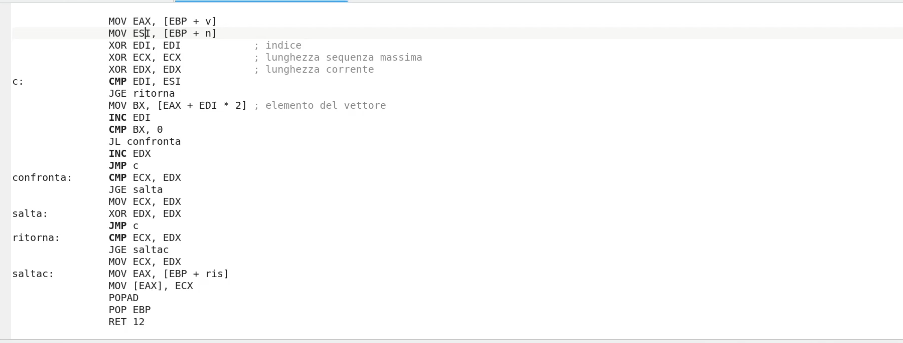 MOV EAX, [EBP + v]
MOV ESI, [EBP + n]
XOR EDI, EDI ; indice
XOR ECX, ECX ; lunghezza sequenza massima
XOR EDX, EDX ; lunghezza corrente
c: CMP EDI, ESI
JGE ritorna
MOV BX, [EAX + EDI * 2] ; elemento del vettore
INC EDI
CMP BX, 0
JL confronta
INC EDX
JMP c
confronta: CMP ECX, EDX
JGE salta
MOV ECX, EDX
salta: XOR EDX, EDX
JMP c
ritorna: CMP ECX, EDX
JGE saltac
MOV ECX, EDX
saltac: MOV EAX, [EBP + ris]
MOV [EAX], ECX
POPAD
POP EBP
RET 12